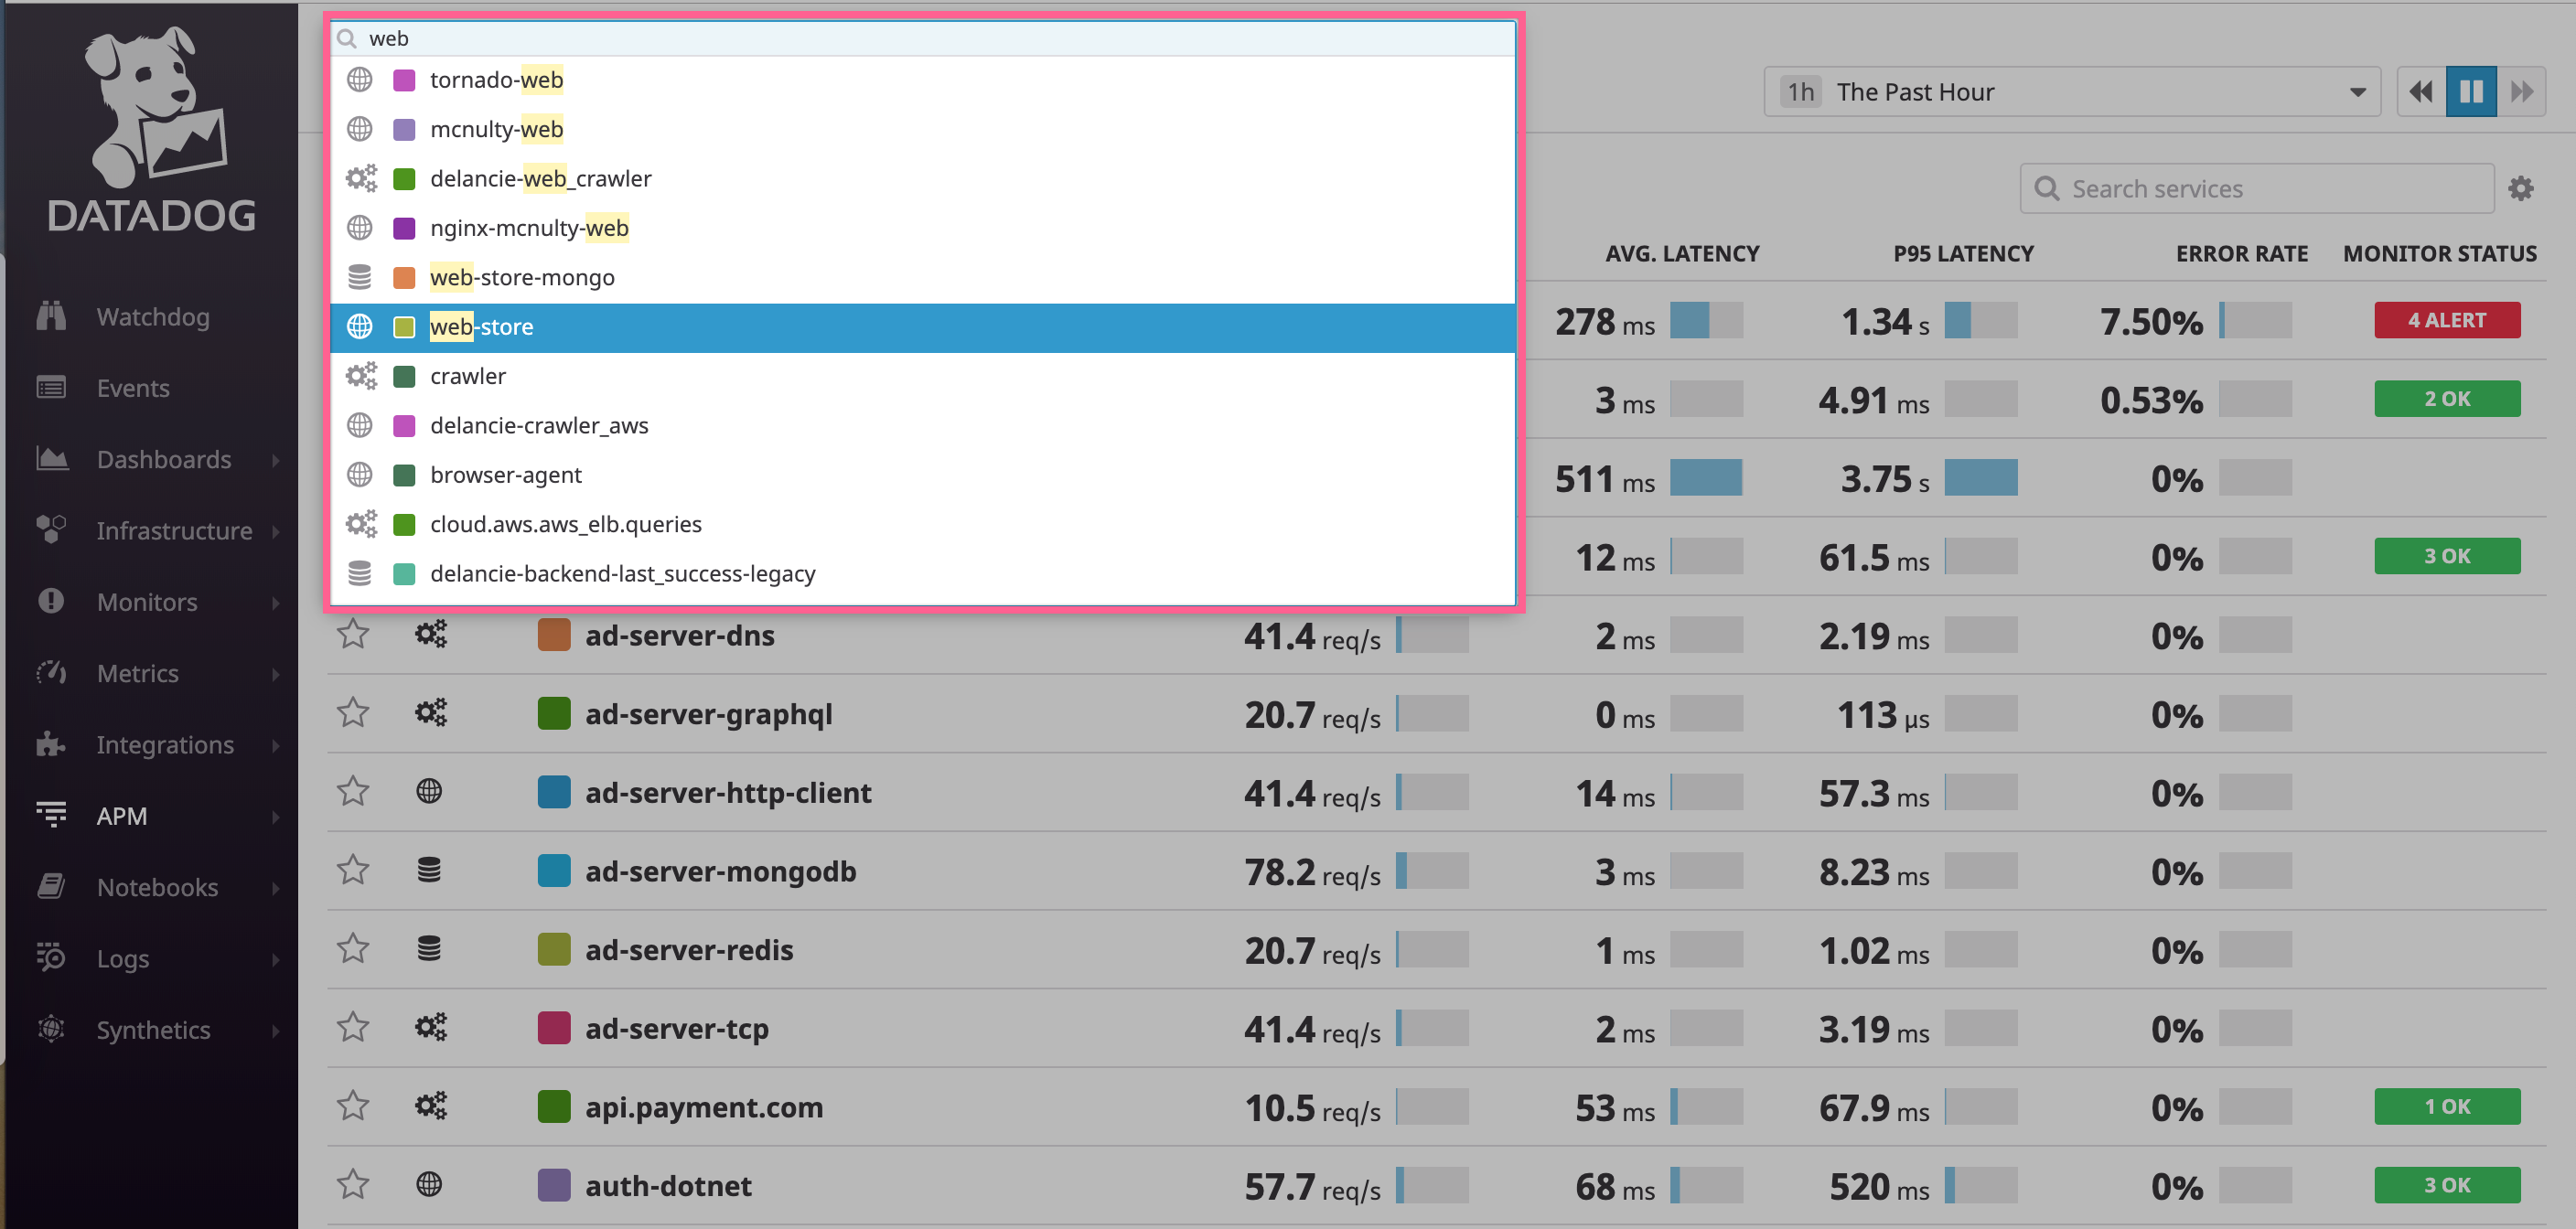 web
tornado-web
mcnulty-web
delancie-web_crawler
nginx-mcnulty-web
web-store-mongo
web-store
crawler
delancie-crawler_aws
browser-agent
cloud.aws.aws_elb.queries
delancie-backend-last_success-legacy
DATADOG
Watchdog
Events
Dashboards
Infrastructure
Monitors
Metrics
Integrations
APM
Notebooks
Logs
Synthetics
1h The Past Hour
Search services
AVG. LATENCY P95 LATENCY ERROR RATE MONITOR STATUS
278 ms 1.34 s 7.50% 4 ALERT
3 ms 4.91 ms 0.53% 2 OK
511 ms 3.75 s 0%
12 ms 61.5 ms 0% 3 OK
ad-server-dns 41.4 req/s 2 ms 2.19 ms 0%
ad-server-graphql 20.7 req/s 0 ms 113 µs 0%
ad-server-http-client 41.4 req/s 14 ms 57.3 ms 0%
ad-server-mongodb 78.2 req/s 3 ms 8.23 ms 0%
ad-server-redis 20.7 req/s 1 ms 1.02 ms 0%
ad-server-tcp 41.4 req/s 2 ms 3.19 ms 0%
api.payment.com 10.5 req/s 53 ms 67.9 ms 0% 1 OK
auth-dotnet 57.7 req/s 68 ms 520 ms 0% 3 OK